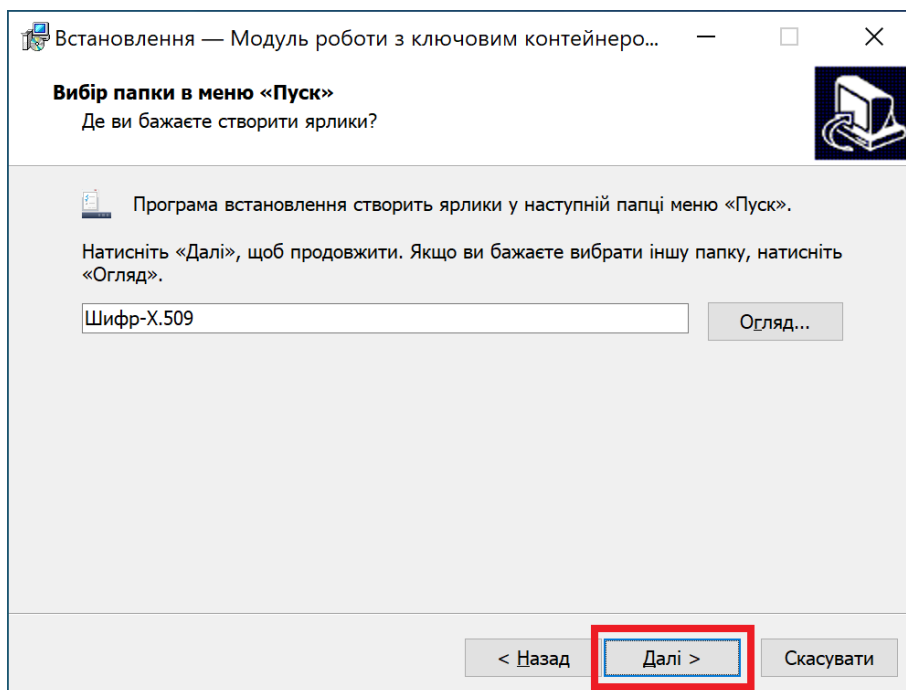 Встановлення — Модуль роботи з ключовим контейнеро...
Вибір папки в меню «Пуск»
Де ви бажаєте створити ярлики?
Програма встановлення створить ярлики у наступній папці меню «Пуск».
Натисніть «Далі», щоб продовжити. Якщо ви бажаєте вибрати іншу папку, натисніть
«Огляд».
Шифр-X.509
Огляд...
< Назад
Далі >
Скасувати